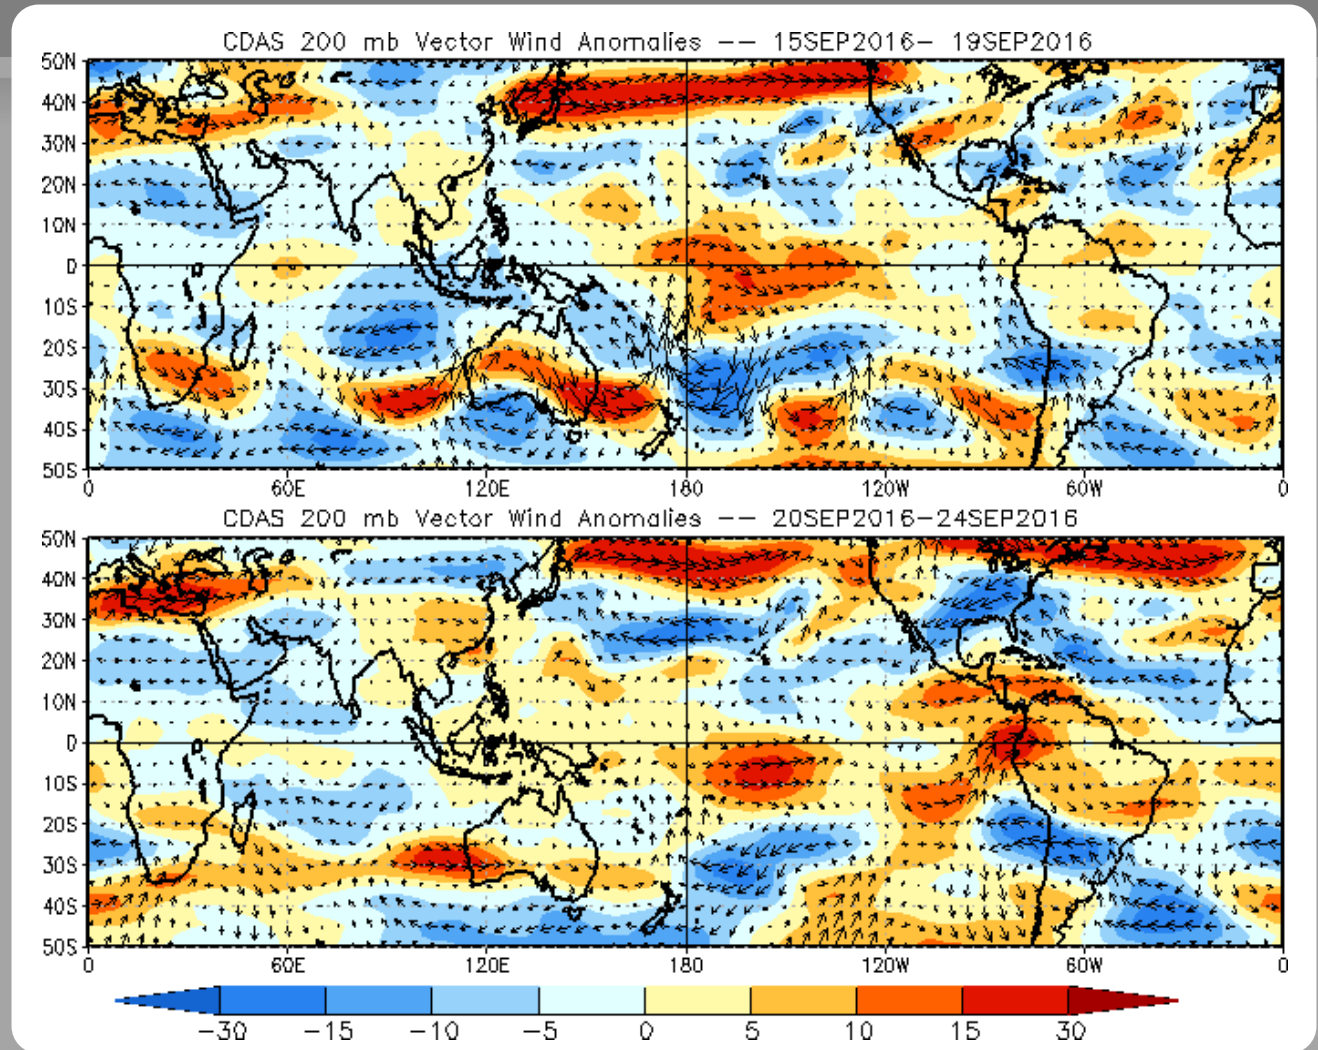 CDAS 200 mb Vector Wind Anomalies -- 15SEP2016- 19SEP2016
50N
40N
30N
20N
10N
0
10S
20S
30S
40S
50S
0 60E 120E 180 120W 60W 0
CDAS 200 mb Vector Wind Anomalies -- 20SEP2016-24SEP2016
50N
40N
30N
20N
10N
0
10S
20S
30S
40S
50S
0 60E 120E 180 120W 60W 0
-30 -15 -10 -5 0 5 10 15 30